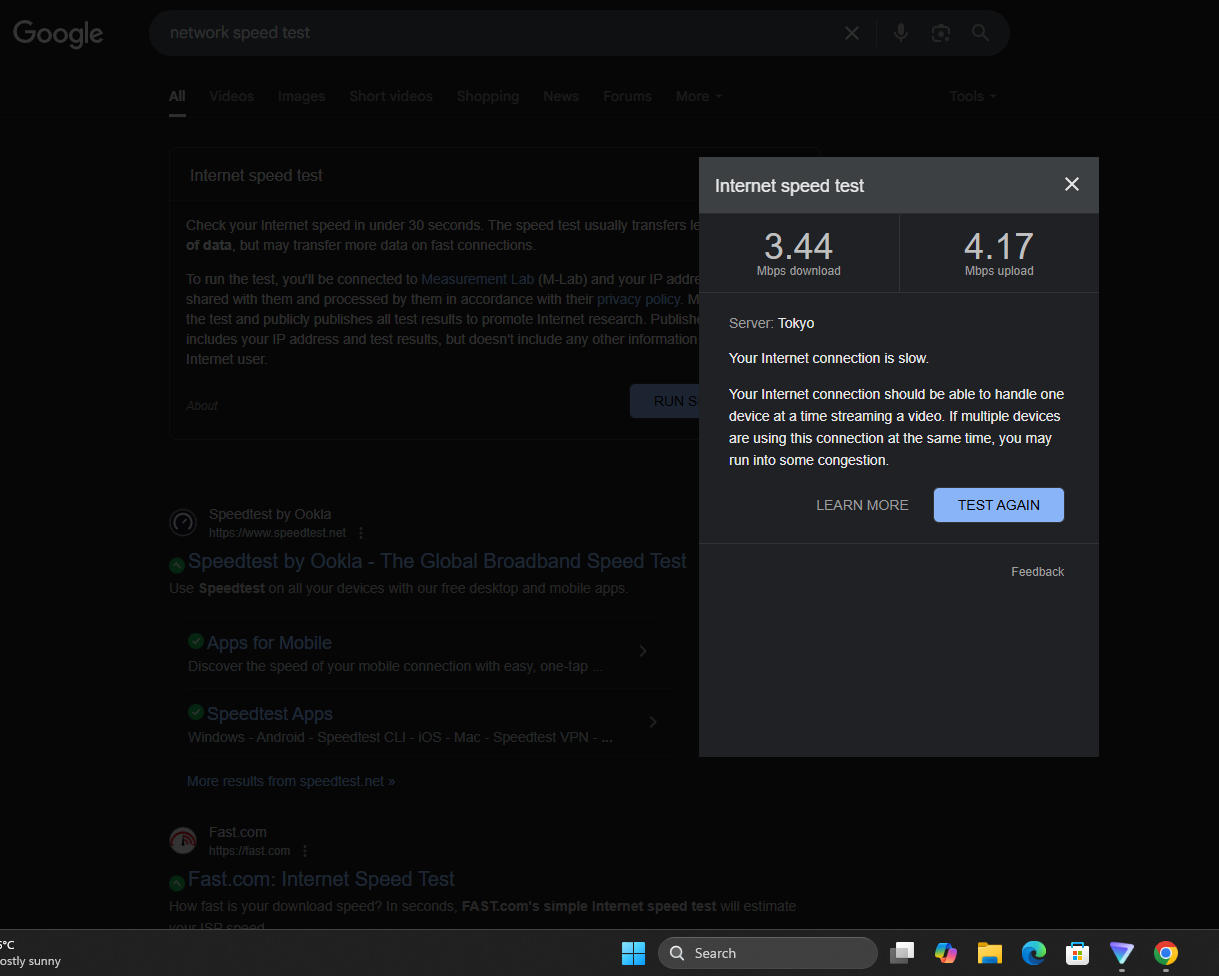 Google
network speed test
All Videos Images Short videos Shopping News Forums More Tools
Internet speed test
Check your Internet speed in under 30 seconds. The speed test usually transfers
of data, but may transfer more data on fast connections.
To run the test, you'll be connected to Measurement Lab (M-Lab) and your IP
shared with them and processed by them in accordance with their privacy policy.
the test and publicly publishes all test results to promote Internet research.
includes your IP address and test results, but doesn't include any other information
Internet user.
About
RUN
Internet speed test
3.44
Mbps download
4.17
Mbps upload
Server: Tokyo
Your Internet connection is slow.
Your Internet connection should be able to handle one
device at a time streaming a video. If multiple devices
are using this connection at the same time, you may
run into some congestion.
LEARN MORE
TEST AGAIN
Feedback
Speedtest by Ookla
https://www.speedtest.net
Speedtest by Ookla - The Global Broadband Speed Test
Use Speedtest on all your devices with our free desktop and mobile apps.
Apps for Mobile
Discover the speed of your mobile connection with easy, one-tap ...
Speedtest Apps
Windows - Android - Speedtest CLI - iOS - Mac - Speedtest VPN - ...
More results from speedtest.net »
Fast.com
https://fast.com
Fast.com: Internet Speed Test
How fast is your download speed? In seconds, FAST.com's simple Internet speed test will estimate
your ISP speed
°C
ostly sunny
Search